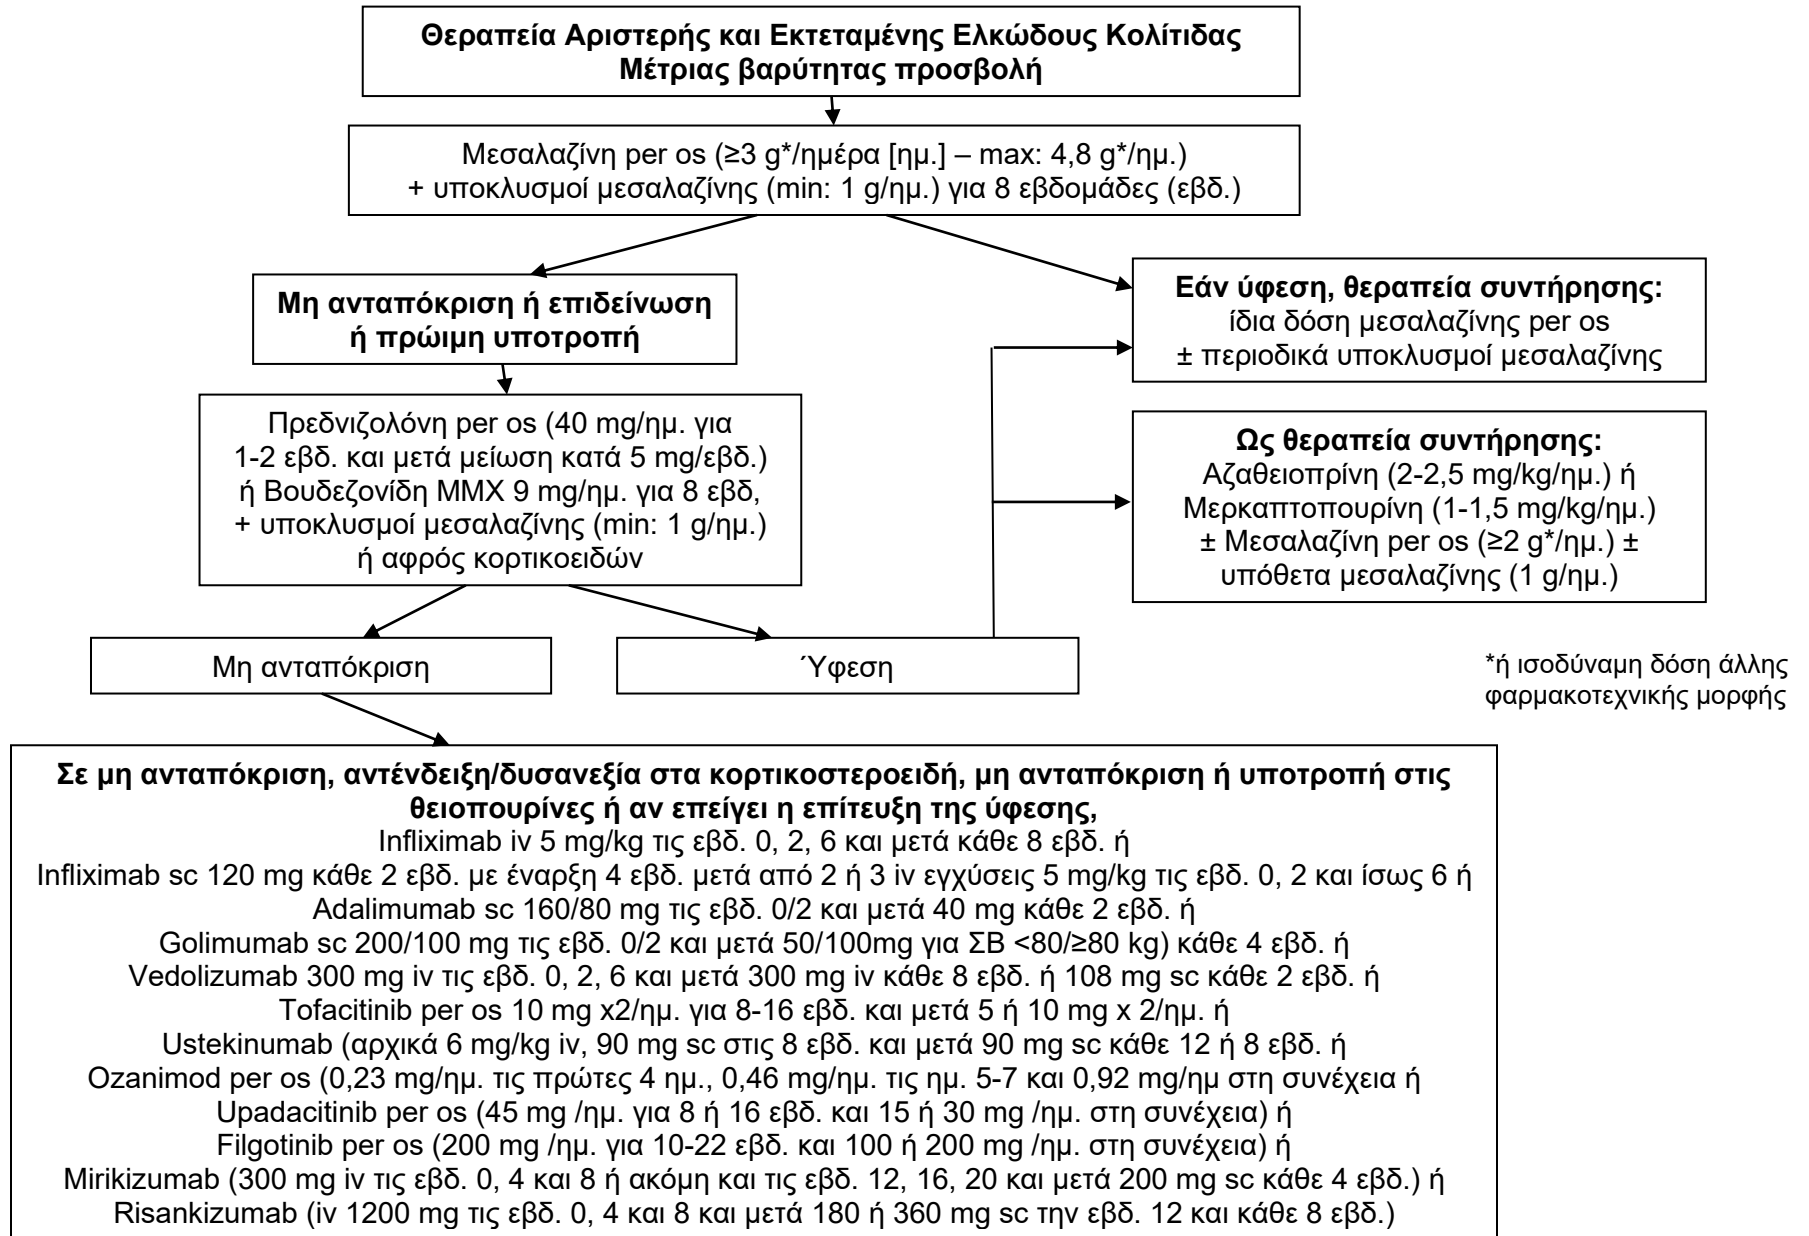 Θεραπεία Αριστερής και Εκτεταμένης Ελκώδους Κολίτιδας
Μέτριας βαρύτητας προσβολή
Μεσαλαζίνη per os (≥3 g*/ημέρα [ημ.] – max: 4,8 g*/ημ.)
+ υποκλυσμοί μεσαλαζίνης (min: 1 g/ημ.) για 8 εβδομάδες (εβδ.)
Μη ανταπόκριση ή επιδείνωση
ή πρώιμη υποτροπή
Εάν ύφεση, θεραπεία συντήρησης:
ίδια δόση μεσαλαζίνης per os
± περιοδικά υποκλυσμοί μεσαλαζίνης
Πρεδνιζολόνη per os (40 mg/ημ. για
1-2 εβδ. και μετά μείωση κατά 5 mg/εβδ.)
ή Βουδεζονίδη MMX 9 mg/ημ. για 8 εβδ,
+ υποκλυσμοί μεσαλαζίνης (min: 1 g/ημ.)
ή αφρός κορτικοειδών
Ως θεραπεία συντήρησης:
Αζαθειοπρίνη (2-2,5 mg/kg/ημ.) ή
Μερκαπτοπουρίνη (1-1,5 mg/kg/ημ.)
± Μεσαλαζίνη per os (≥2 g*/ημ.) ±
υπόθετα μεσαλαζίνης (1 g/ημ.)
Μη ανταπόκριση
Ύφεση
*ή ισοδύναμη δόση άλλης
φαρμακοτεχνικής μορφής
Σε μη ανταπόκριση, αντένδειξη/δυσανεξία στα κορτικοστεροειδή, μη ανταπόκριση ή υποτροπή στις
θειοπουρίνες ή αν επείγει η επίτευξη της ύφεσης,
Infliximab iv 5 mg/kg τις εβδ. 0, 2, 6 και μετά κάθε 8 εβδ. ή
Infliximab sc 120 mg κάθε 2 εβδ. με έναρξη 4 εβδ. μετά από 2 ή 3 iv εγχύσεις 5 mg/kg τις εβδ. 0, 2 και ίσως 6 ή
Adalimumab sc 160/80 mg τις εβδ. 0/2 και μετά 40 mg κάθε 2 εβδ. ή
Golimumab sc 200/100 mg τις εβδ. 0/2 και μετά 50/100mg για ΣΒ <80/≥80 kg) κάθε 4 εβδ. ή
Vedolizumab 300 mg iv τις εβδ. 0, 2, 6 και μετά 300 mg iv κάθε 8 εβδ. ή 108 mg sc κάθε 2 εβδ. ή
Tofacitinib per os 10 mg x2/ημ. για 8-16 εβδ. και μετά 5 ή 10 mg x 2/ημ. ή
Ustekinumab (αρχικά 6 mg/kg iv, 90 mg sc στις 8 εβδ. και μετά 90 mg sc κάθε 12 ή 8 εβδ. ή
Ozanimod per os (0,23 mg/ημ. τις πρώτες 4 ημ., 0,46 mg/ημ. τις ημ. 5-7 και 0,92 mg/ημ στη συνέχεια ή
Upadacitinib per os (45 mg /ημ. για 8 ή 16 εβδ. και 15 ή 30 mg /ημ. στη συνέχεια) ή
Filgotinib per os (200 mg /ημ. για 10-22 εβδ. και 100 ή 200 mg /ημ. στη συνέχεια) ή
Mirikizumab (300 mg iv τις εβδ. 0, 4 και 8 ή ακόμη και τις εβδ. 12, 16, 20 και μετά 200 mg sc κάθε 4 εβδ.) ή
Risankizumab (iv 1200 mg τις εβδ. 0, 4 και 8 και μετά 180 ή 360 mg sc την εβδ. 12 και κάθε 8 εβδ.)